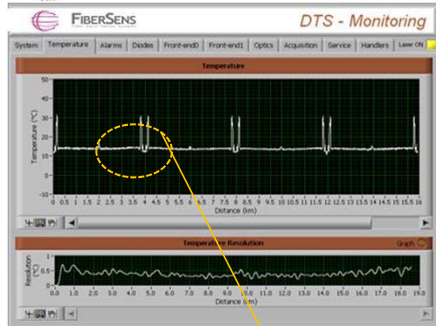 FIBERSENS
DTS - Monitoring
System Temperature Alarms Diodes Front-end0 Front-end1 Optics Acquisition Service Handlers Laser ON
Temperature
Temperature (°C)
50
40
30
20
10
0
-10
0 0.5 1 1.5 2 2.5 3 3.5 4 4.5 5 5.5 6 6.5 7 7.5 8 8.5 9 9.5 10 10.5 11 11.5 12 12.5 13 13.5 14 14.5 15 15.5 16
Distance (km)
Temperature Resolution
Graph
Resolution (°C)
1
0.5
0
0.0 1.0 2.0 3.0 4.0 5.0 6.0 7.0 8.0 9.0 10.0 11.0 12.0 13.0 14.0 15.0 16.0 17.0 18.0 19.0
Distance (km)